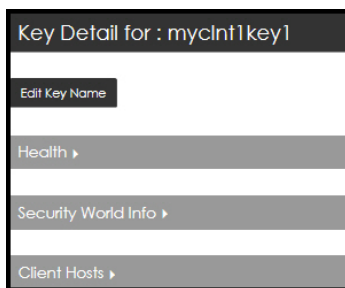 Key Detail for : myclnt1key1
Edit Key Name
Health
Security World Info
Client Hosts